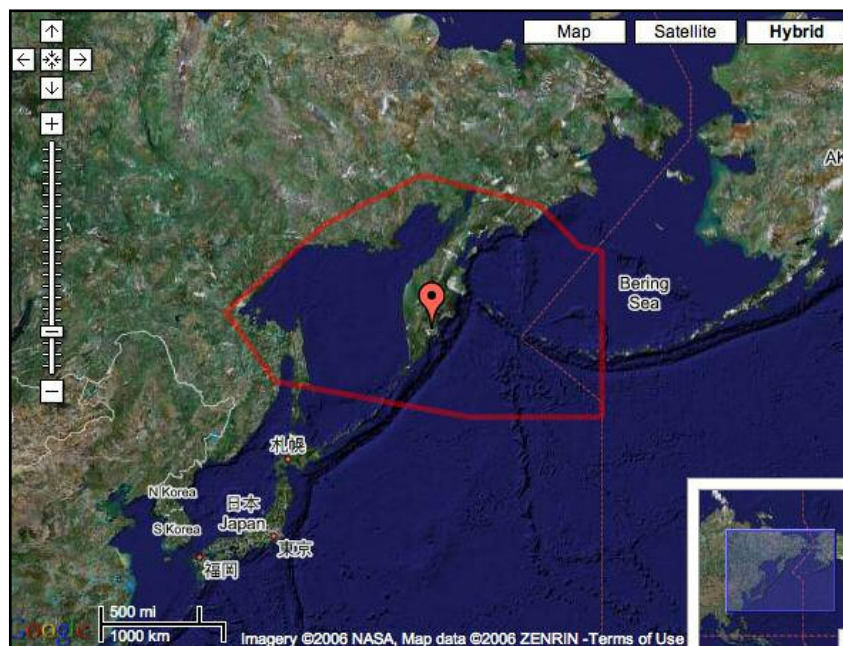 Map Satellite Hybrid
AK
Bering
Sea
札幌
N Korea
日本
Japan
S Korea
東京
福岡
500 mi
1000 km
Google
Imagery ©2006 NASA, Map data ©2006 ZENRIN - Terms of Use